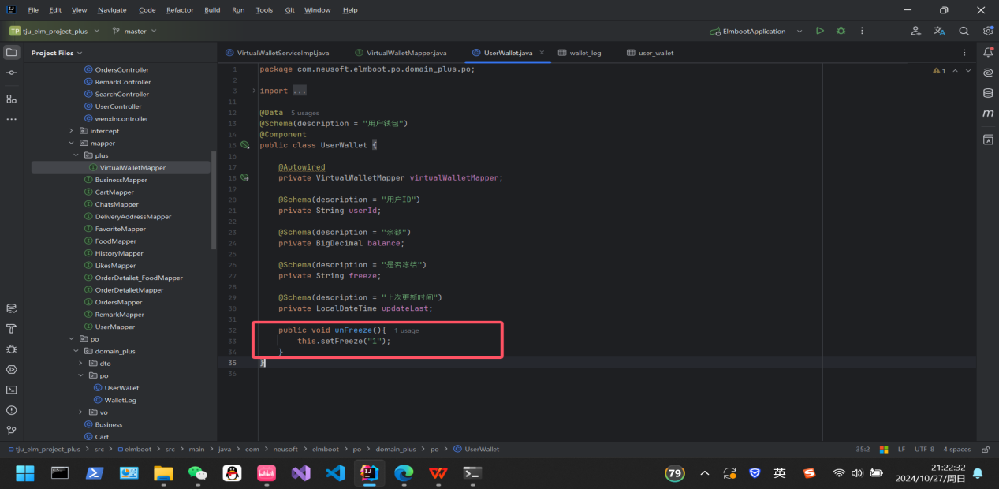 File Edit View Navigate Code Refactor Build Run Tools Git Window Help
TP tju_elm_project_plus master ElmbootApplication
Project Files
VirtualWalletServiceImpl.java VirtualWalletMapper.java UserWallet.java wallet_log user_wallet
OrdersController
RemarkController
SearchController
UserController
wenxincontroller
intercept
mapper
plus
VirtualWalletMapper
BusinessMapper
CartMapper
ChatsMapper
DeliveryAddressMapper
FavoriteMapper
FoodMapper
HistoryMapper
LikesMapper
OrderDetailet_FoodMapper
OrderDetailetMapper
OrdersMapper
RemarkMapper
UserMapper
po
domain_plus
dto
po
UserWallet
WalletLog
vo
Business
Cart
1 package com.neusoft.elmboot.po.domain_plus.po;
1
2
3 import ...
11
12 @Data 5 usages
13 @Schema(description = "用户钱包")
14 @Component
15 public class UserWallet {
16
17 @Autowired
18 private VirtualWalletMapper virtualWalletMapper;
19
20 @Schema(description = "用户ID")
21 private String userId;
22
23 @Schema(description = "余额")
24 private BigDecimal balance;
25
26 @Schema(description = "是否冻结")
27 private String freeze;
28
29 @Schema(description = "上次更新时间")
30 private LocalDateTime updateLast;
31
32 public void unFreeze(){ 1 usage
33 this.setFreeze("1");
34 }
35 }
36
tju_elm_project_plus > src > elmboot > src > main > java > com > neusoft > elmboot > po > domain_plus > po > UserWallet
35:2 LF UTF-8 4 spaces
79 英
21:22:32
2024/10/27/周日